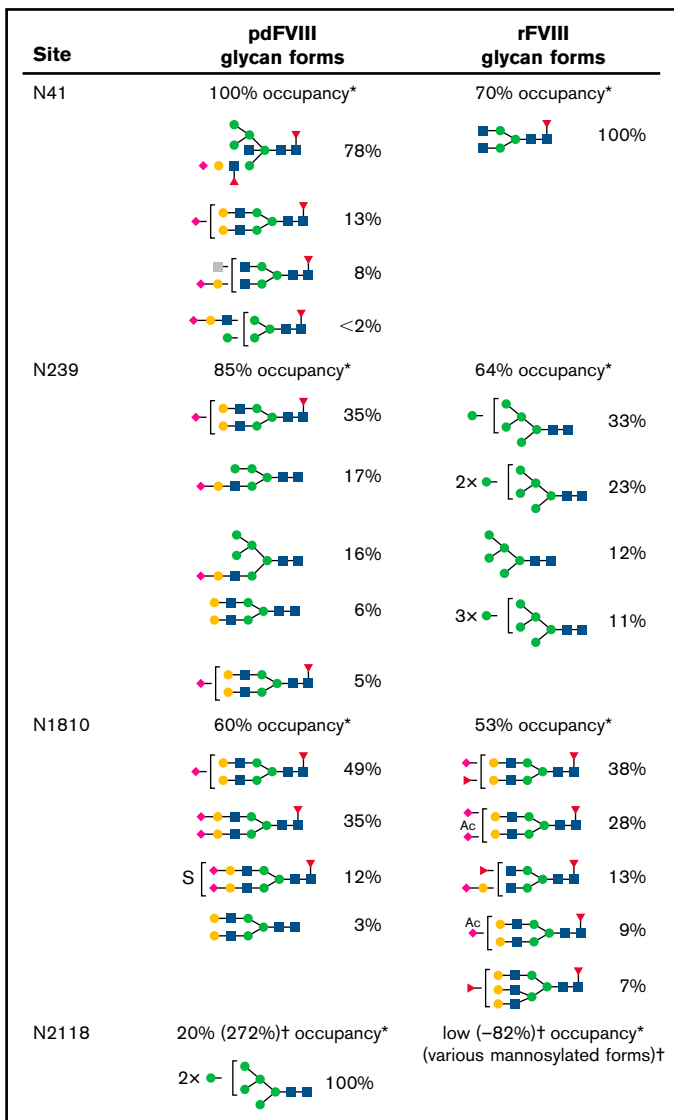 Site
pdFVIII glycan forms
rFVIII glycan forms
N41
100% occupancy*
70% occupancy*
78%
100%
13%
8%
<2%
N239
85% occupancy*
64% occupancy*
35%
33%
17%
2×
23%
16%
12%
6%
3×
11%
5%
N1810
60% occupancy*
53% occupancy*
49%
38%
35%
Ac
28%
S
12%
13%
3%
Ac
9%
7%
N2118
20% (272%)† occupancy*
low (–82%)† occupancy*
(various mannosylated forms)†
2×
100%